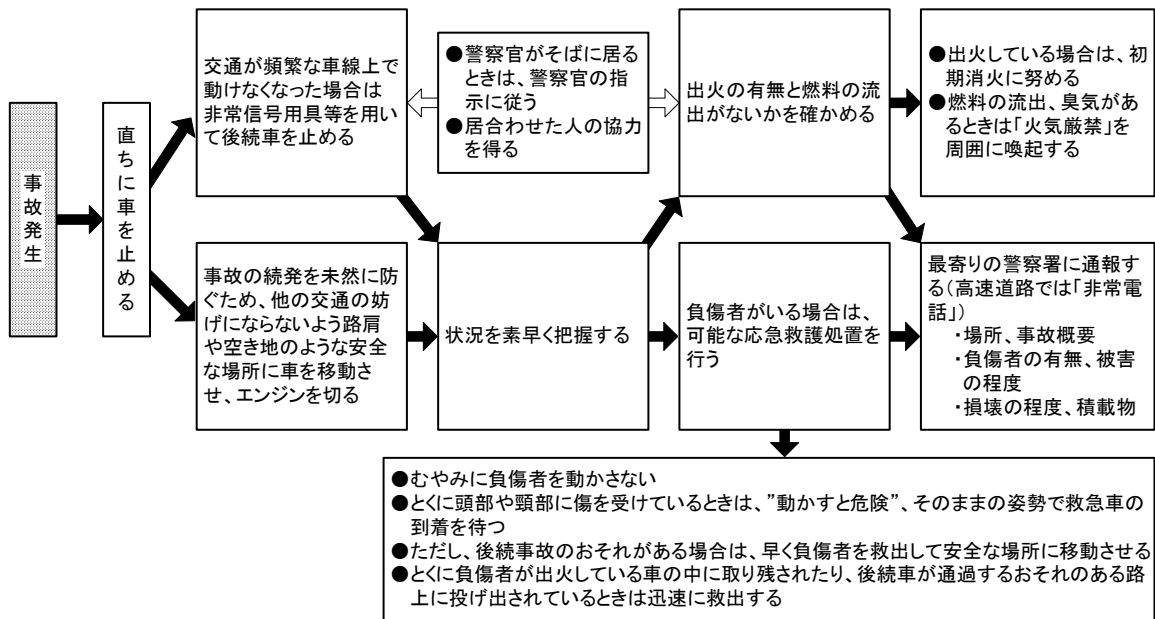 事故発生
直ちに車を止める
交通が頻繁な車線上で
動けなくなった場合は
非常信号用具等を用い
て後続車を止める
●警察官がそばに居る
ときは、警察官の指
示に従う
●居合わせた人の協力
を得る
出火の有無と燃料の流
出がないかを確かめる
●出火している場合は、初
期消火に努める
●燃料の流出、臭気があ
るときは「火気厳禁」を
周囲に喚起する
事故の続発を未然に防
ぐため、他の交通の妨
げにならないよう路肩
や空き地のような安全
な場所に車を移動さ
せ、エンジンを切る
状況を素早く把握する
負傷者がいる場合は、
可能な応急救護処置を
行う
最寄りの警察署に通報す
る(高速道路では「非常電
話」)
・場所、事故概要
・負傷者の有無、被害
の程度
・損壊の程度、積載物
●むやみに負傷者を動かさない
●とくに頭部や頸部に傷を受けているときは、”動かすと危険”、そのままの姿勢で救急車の
到着を待つ
●ただし、後続事故のおそれがある場合は、早く負傷者を救出して安全な場所に移動させる
●とくに負傷者が出火している車の中に取り残されたり、後続車が通過するおそれのある路
上に投げ出されているときは迅速に救出する